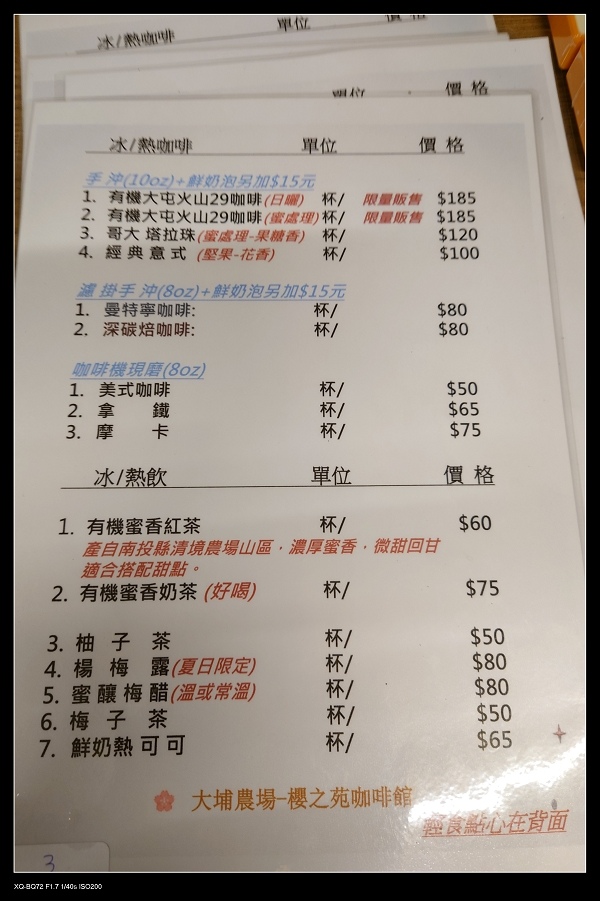 冰/熱咖啡 單位 價格
單位 價格
冰/熱咖啡 單位 價格
手沖(10oz)+鮮奶泡另加$15元
1. 有機大屯火山29咖啡(日曬) 杯/ 限量販售 $185
2. 有機大屯火山29咖啡(蜜處理) 杯/ 限量販售 $185
3. 哥大塔拉珠(蜜處理-果糖香) 杯/ $120
4. 經典意式 (堅果-花香) 杯/ $100
濾掛手沖(8oz)+鮮奶泡另加$15元
1. 曼特寧咖啡: 杯/ $80
2. 深碳焙咖啡: 杯/ $80
咖啡機現磨(8oz)
1. 美式咖啡 杯/ $50
2. 拿鐵 杯/ $65
3. 摩卡 杯/ $75
冰/熱飲 單位 價格
1. 有機蜜香紅茶 杯/ $60
產自南投縣清境農場山區，濃厚蜜香，微甜回甘
適合搭配甜點。
2. 有機蜜香奶茶 (好喝) 杯/ $75
3. 柚子茶 杯/ $50
4. 楊梅露(夏日限定) 杯/ $80
5. 蜜釀梅醋(溫或常溫) 杯/ $80
6. 梅子茶 杯/ $50
7. 鮮奶熱可可 杯/ $65
大埔農場-櫻之苑咖啡館
輕食點心在背面
3
XQ-BQ72 F1.7 1/40s ISO200